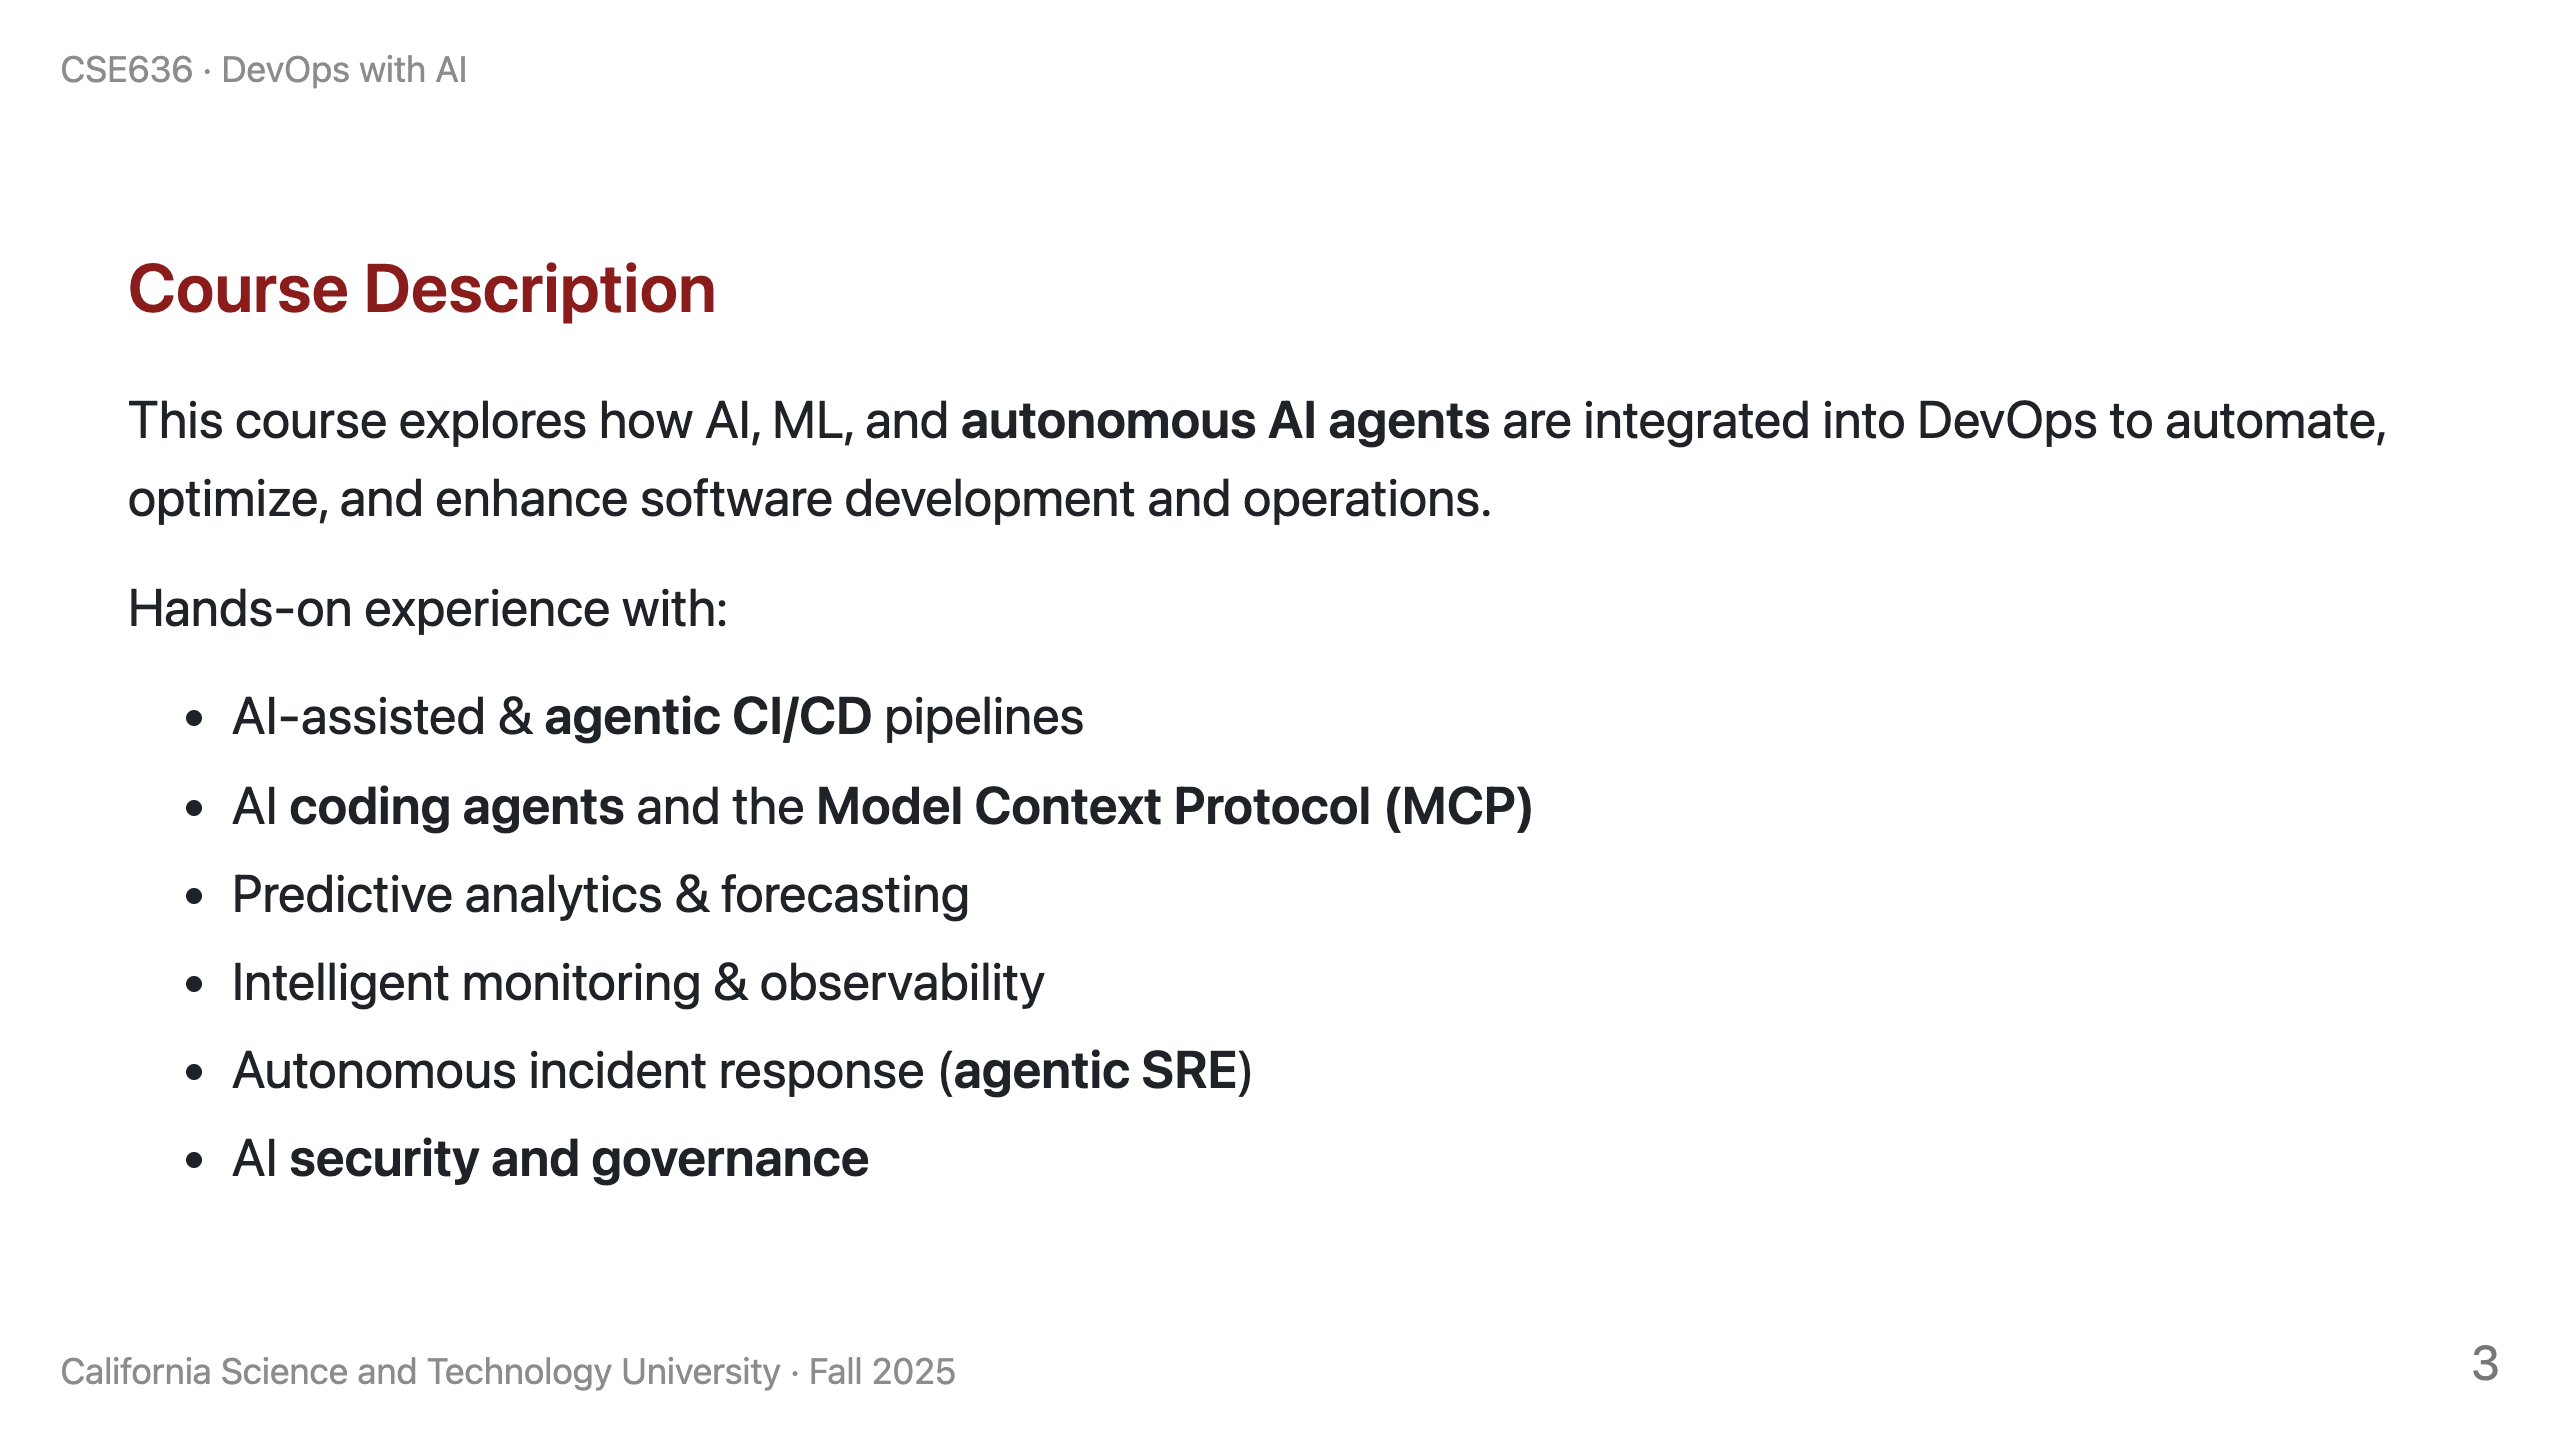 CSE636 · DevOps with AI
Course Description
This course explores how AI, ML, and autonomous AI agents are integrated into DevOps to automate,
optimize, and enhance software development and operations.
Hands-on experience with:
• AI-assisted & agentic CI/CD pipelines
• AI coding agents and the Model Context Protocol (MCP)
• Predictive analytics & forecasting
• Intelligent monitoring & observability
• Autonomous incident response (agentic SRE)
• AI security and governance
California Science and Technology University · Fall 2025
3